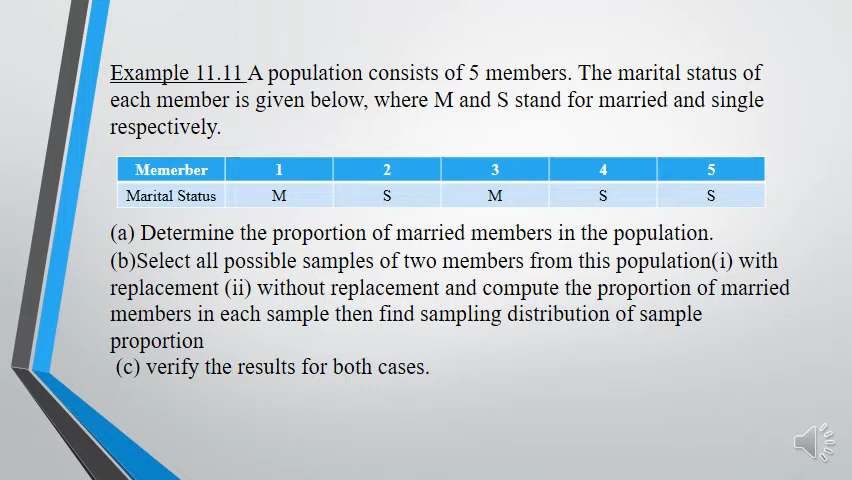 Example 11.11 A population consists of 5 members. The marital status of
each member is given below, where M and S stand for married and single
respectively.
Memerber 1 2 3 4 5
Marital Status M S M S S
(a) Determine the proportion of married members in the population.
(b)Select all possible samples of two members from this population(i) with
replacement (ii) without replacement and compute the proportion of married
members in each sample then find sampling distribution of sample
proportion
(c) verify the results for both cases.